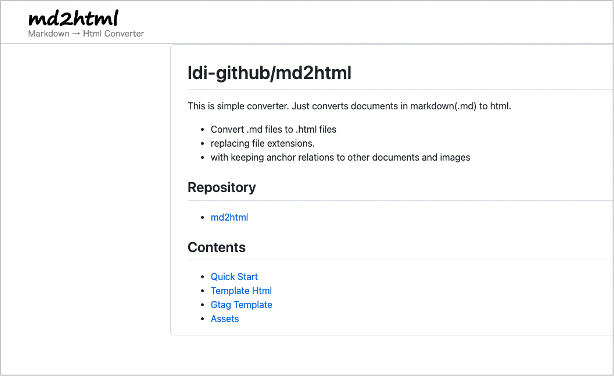 md2html
Markdown → Html Converter
ldi-github/md2html
This is simple converter. Just converts documents in markdown(.md) to html.
• Convert .md files to .html files
• replacing file extensions.
• with keeping anchor relations to other documents and images
Repository
• md2html
Contents
• Quick Start
• Template Html
• Gtag Template
• Assets